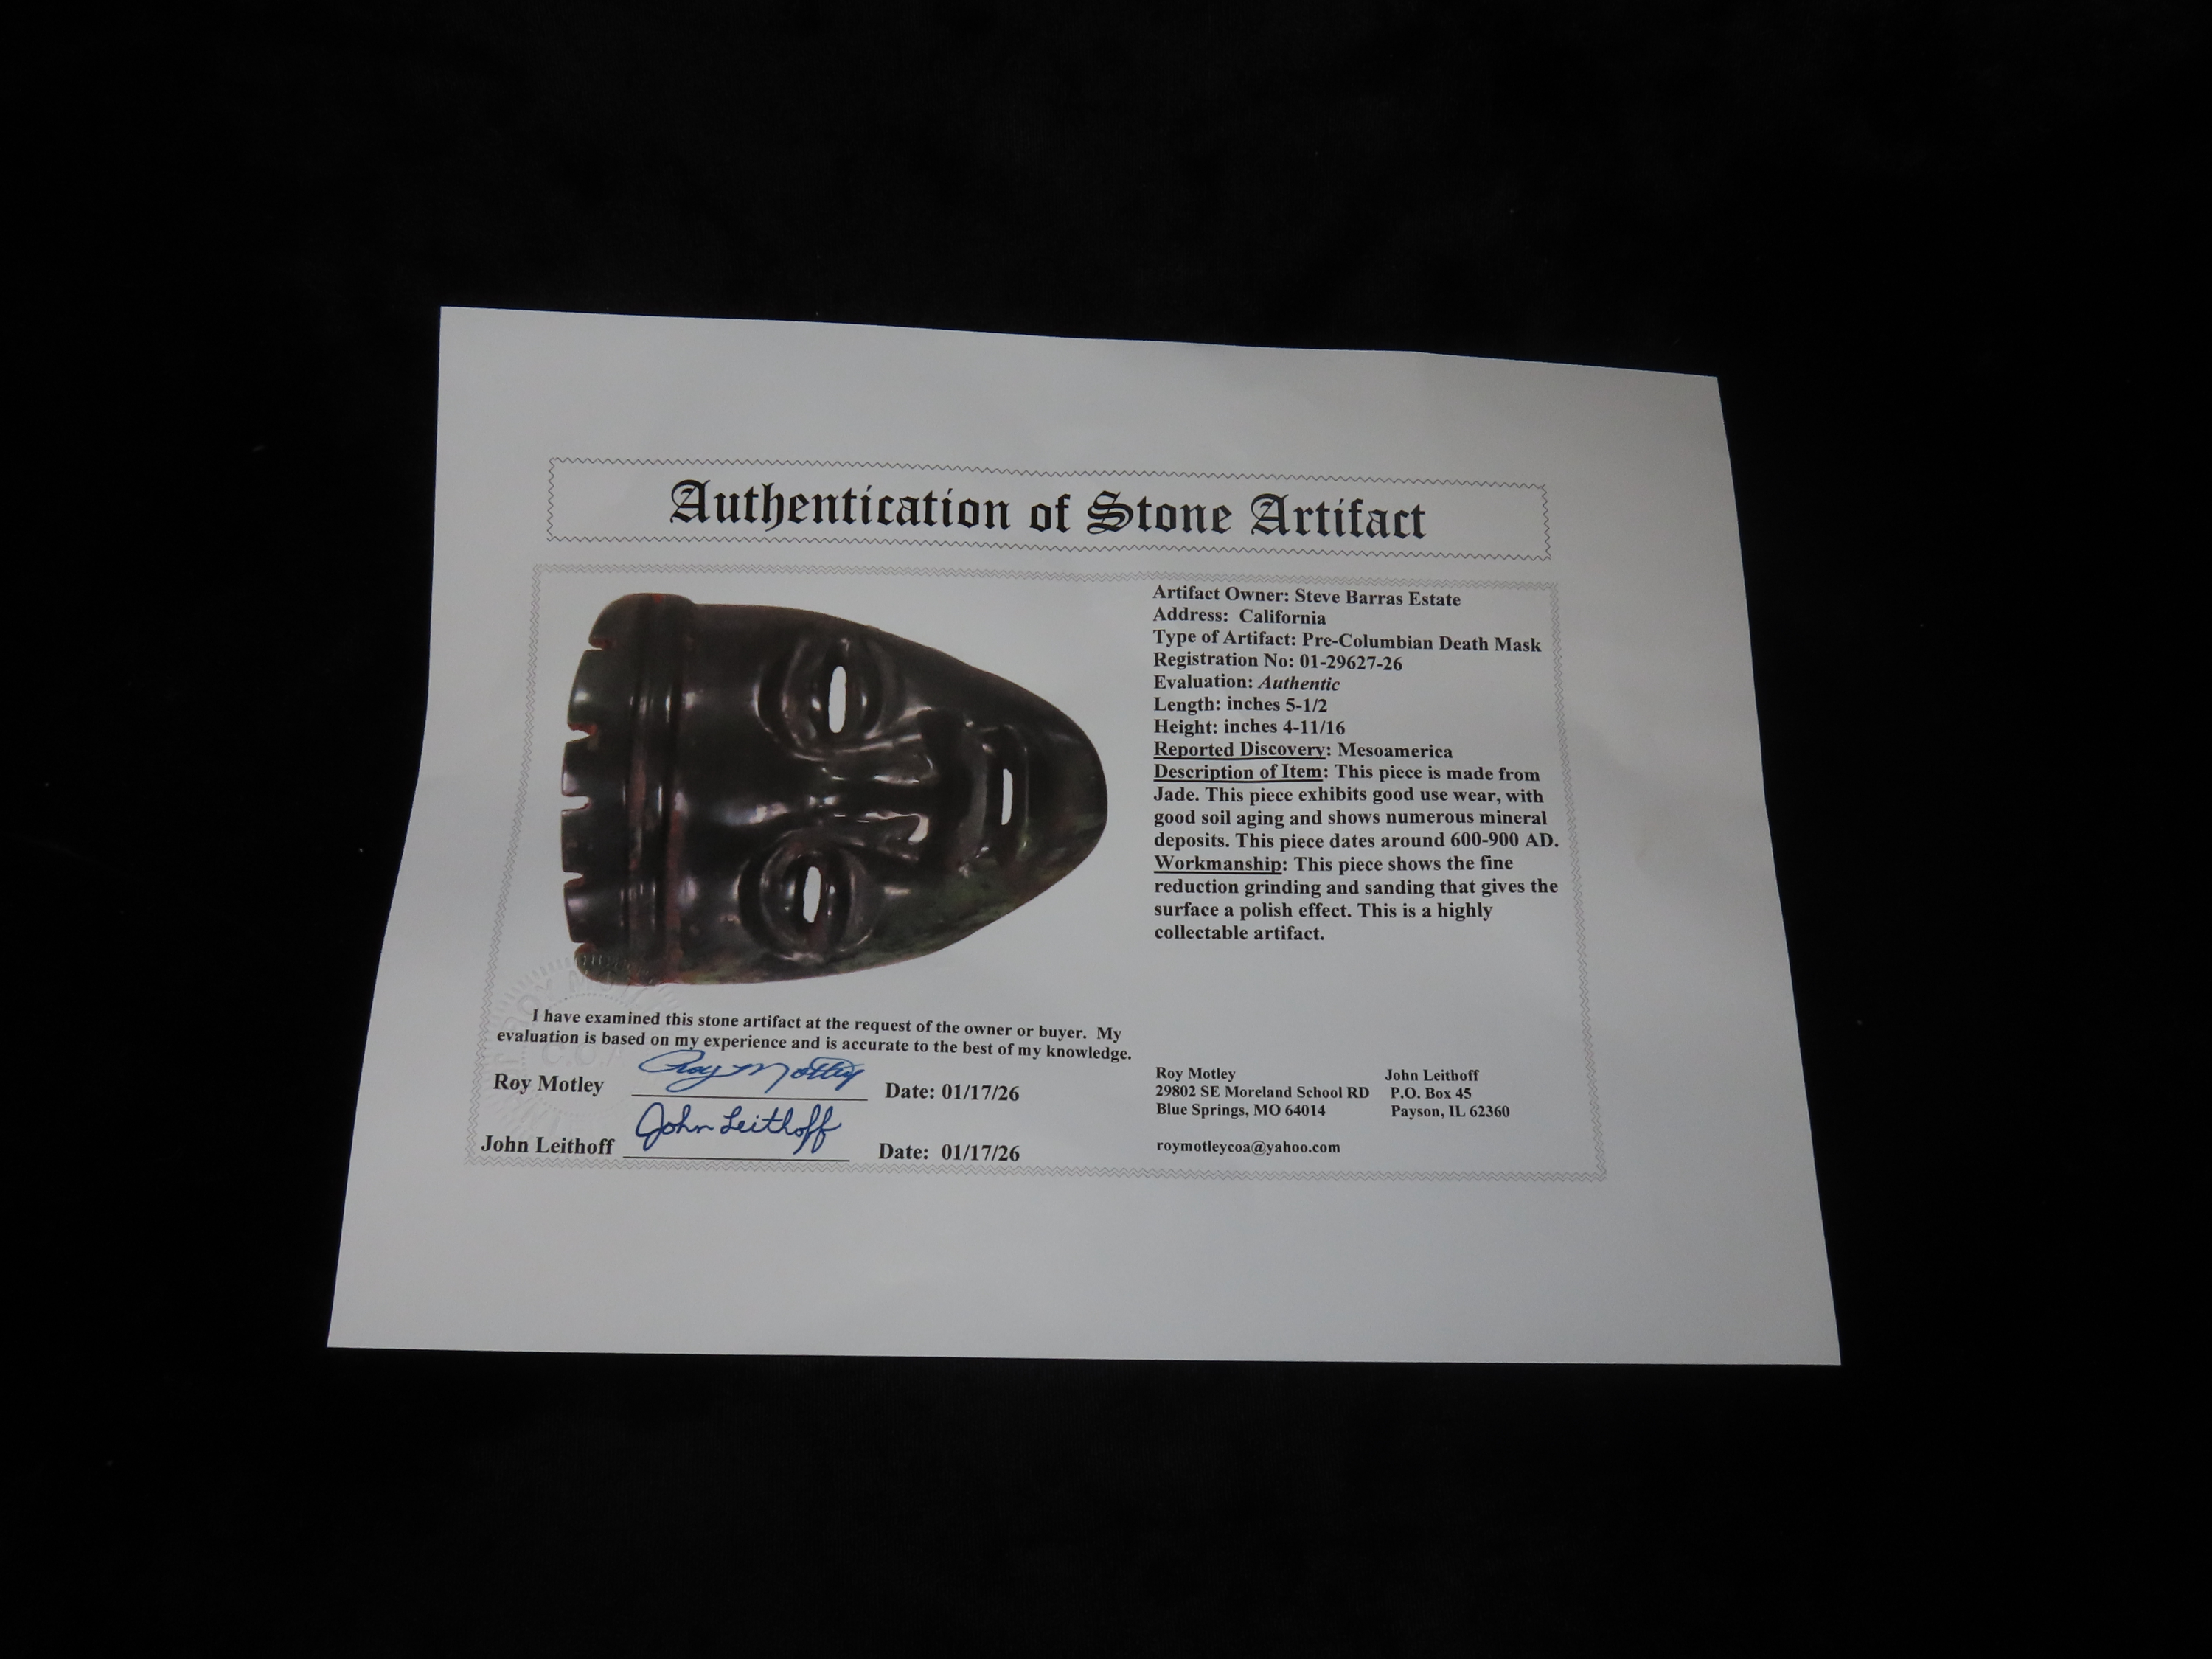 Authentication of Stone Artifact
Artifact Owner: Steve Barras Estate
Address: California
Type of Artifact: Pre-Columbian Death Mask
Registration No: 01-29627-26
Evaluation: Authentic
Length: inches 5-1/2
Height: inches 4-11/16
Reported Discovery: Mesoamerica
Description of Item: This piece is made from
Jade. This piece exhibits good use wear, with
good soil aging and shows numerous mineral
deposits. This piece dates around 600-900 AD.
Workmanship: This piece shows the fine
reduction grinding and sanding that gives the
surface a polish effect. This is a highly
collectable artifact.
I have examined this stone artifact at the request of the owner or buyer. My
evaluation is based on my experience and is accurate to the best of my knowledge.
Roy Motley Roy Motley Date: 01/17/26
John Leithoff John Leithoff Date: 01/17/26
Roy Motley
29802 SE Moreland School RD
Blue Springs, MO 64014
roymotleycoa@yahoo.com
John Leithoff
P.O. Box 45
Payson, IL 62360